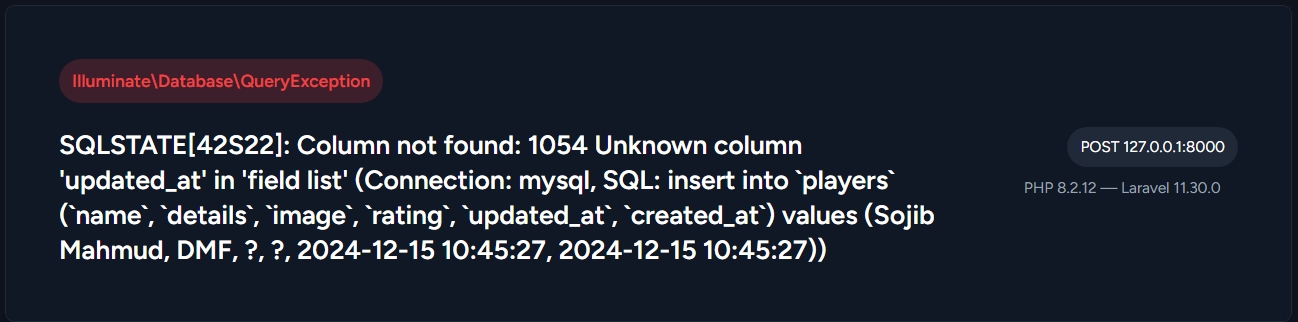 Illuminate\Database\QueryException
SQLSTATE[42S22]: Column not found: 1054 Unknown column
'updated_at' in 'field list' (Connection: mysql, SQL: insert into `players`
(`name`, `details`, `image`, `rating`, `updated_at`, `created_at`) values (Sojib
Mahmud, DMF, ?, ?, 2024-12-15 10:45:27, 2024-12-15 10:45:27))
POST 127.0.0.1:8000
PHP 8.2.12 — Laravel 11.30.0